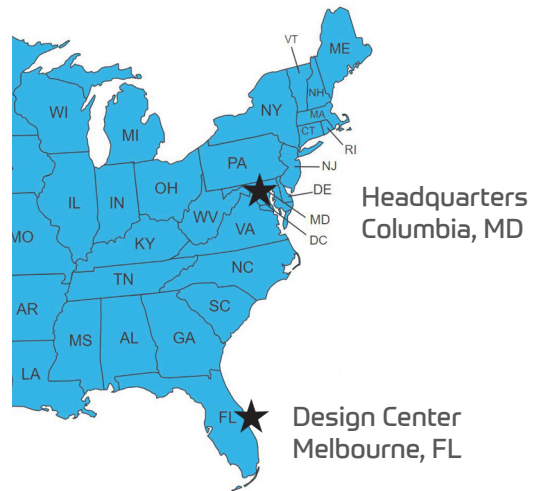 VT
ME
WI
NH
NY
MA
MI
CT
RI
PA
NJ
OH
DE
IL
IN
WV
MD
Headquarters
Columbia, MD
VA
DC
MO
KY
NC
TN
AR
SC
MS
AL
GA
LA
FL
Design Center
Melbourne, FL